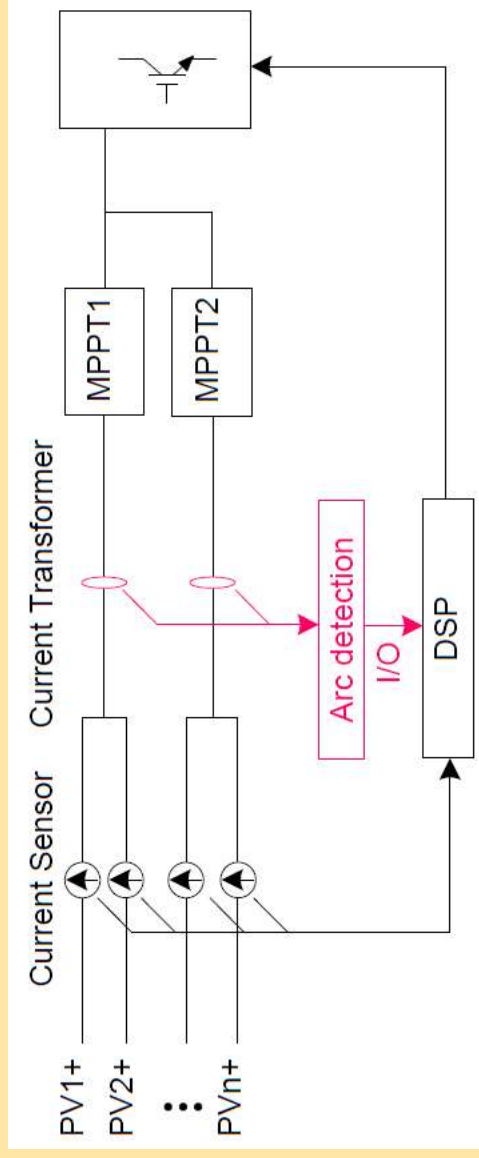 Current Sensor
Current Transformer
PV1+
PV2+
•••
PVn+
MPPT1
MPPT2
Arc detection
I/O
DSP